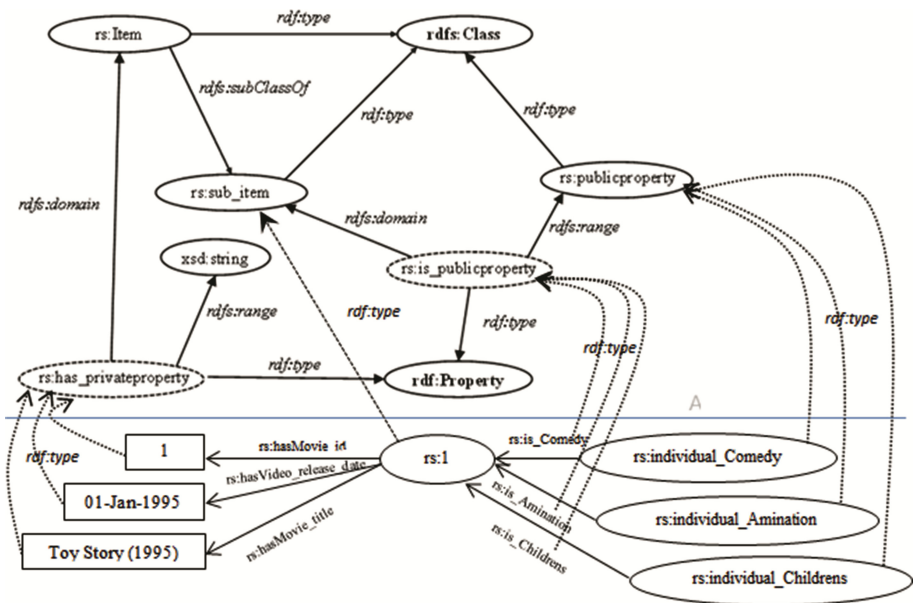 rdf:type
rs:Item
rdfs:Class
rdfs:subClassOf
rdf:type
rdf:type
rs:sub_item
rs:publicproperty
rdfs:domain
rdfs:domain
rdfs:range
xsd:string
rs:is_publicproperty
rdfs:range
rdf:type
rdf:type
rdf:type
rdf:type
rs:has_privateproperty
rdf:type
rdf:Property
A
1
rs:hasMovie_id
rs:1
rs:is_Comedy
rs:individual_Comedy
rdf:type
rs:hasVideo_release_date
01-Jan-1995
rs:is_Amination
rs:individual_Amination
rs:hasMovie_title
Toy Story (1995)
rs:is_Childrens
rs:individual_Childrens